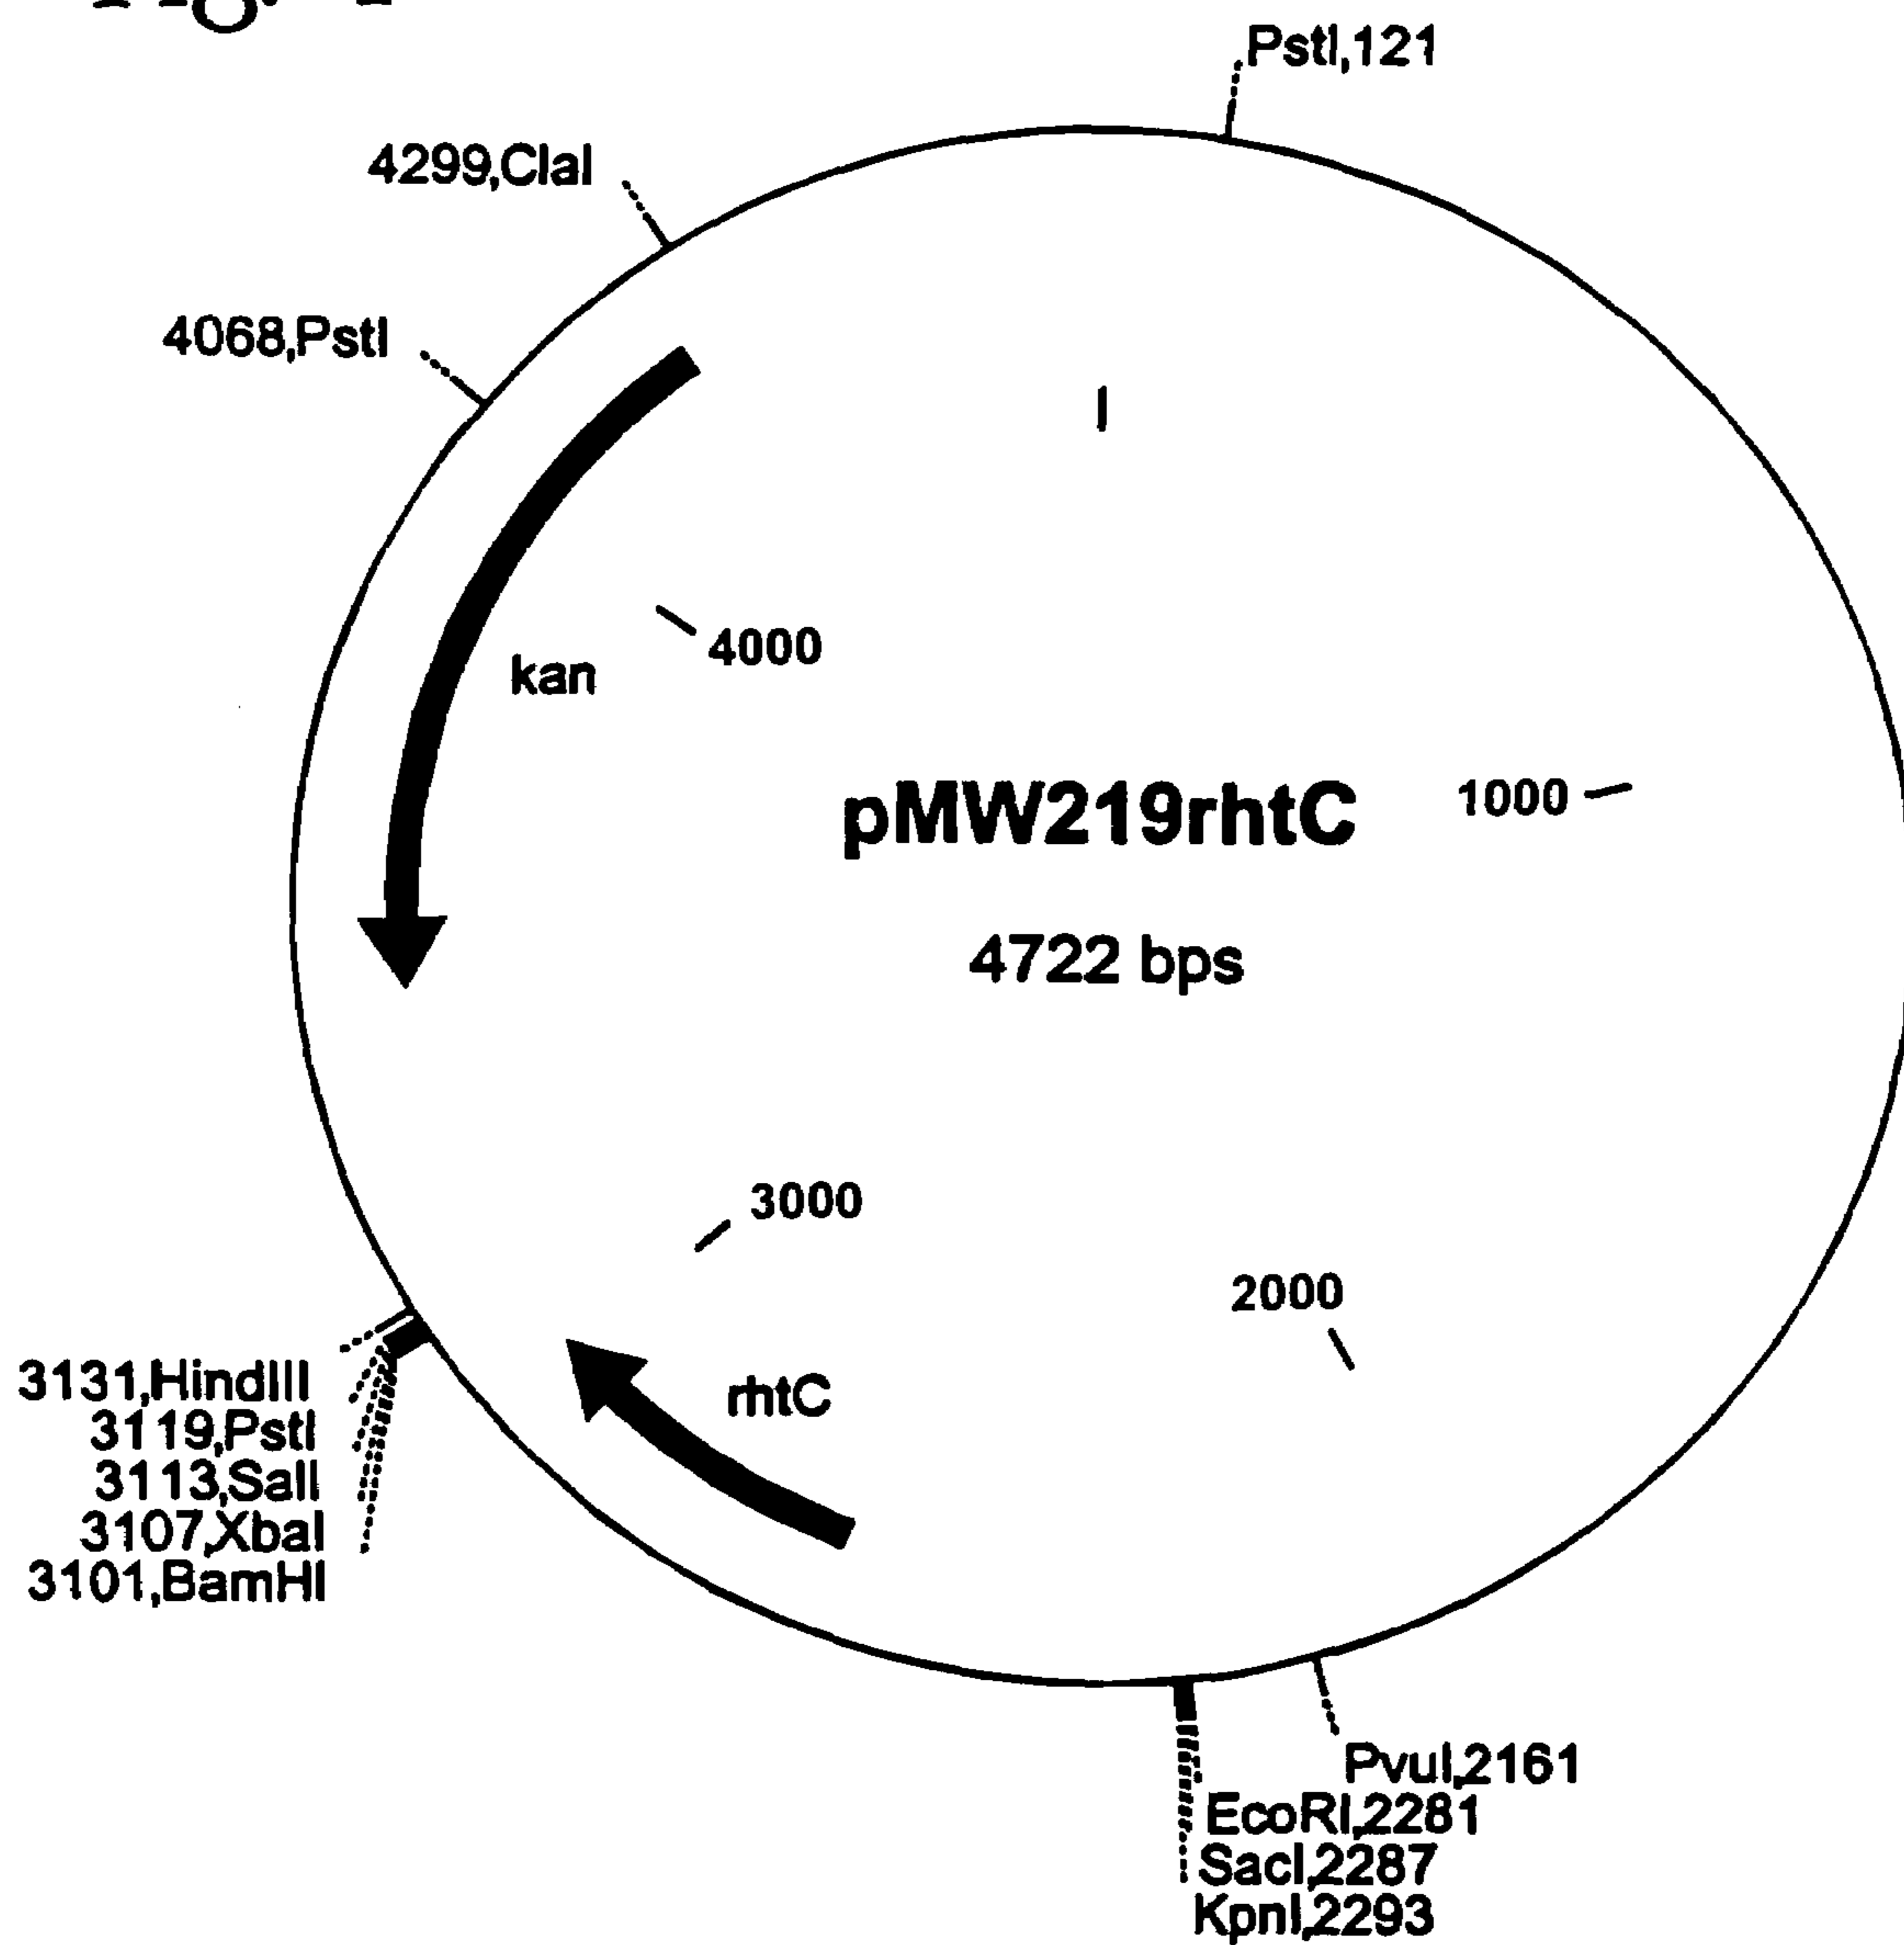 PstI,121
4299,ClaI
4068,PstI
kan
4000
pMW219rhtC
1000
4722 bps
3000
2000
rhtC
3131,HindIII
3119,PstI
3113,SalI
3107,XbaI
3101,BamHI
PvuI,2161
EcoRI,2281
SacI,2287
KpnI,2293